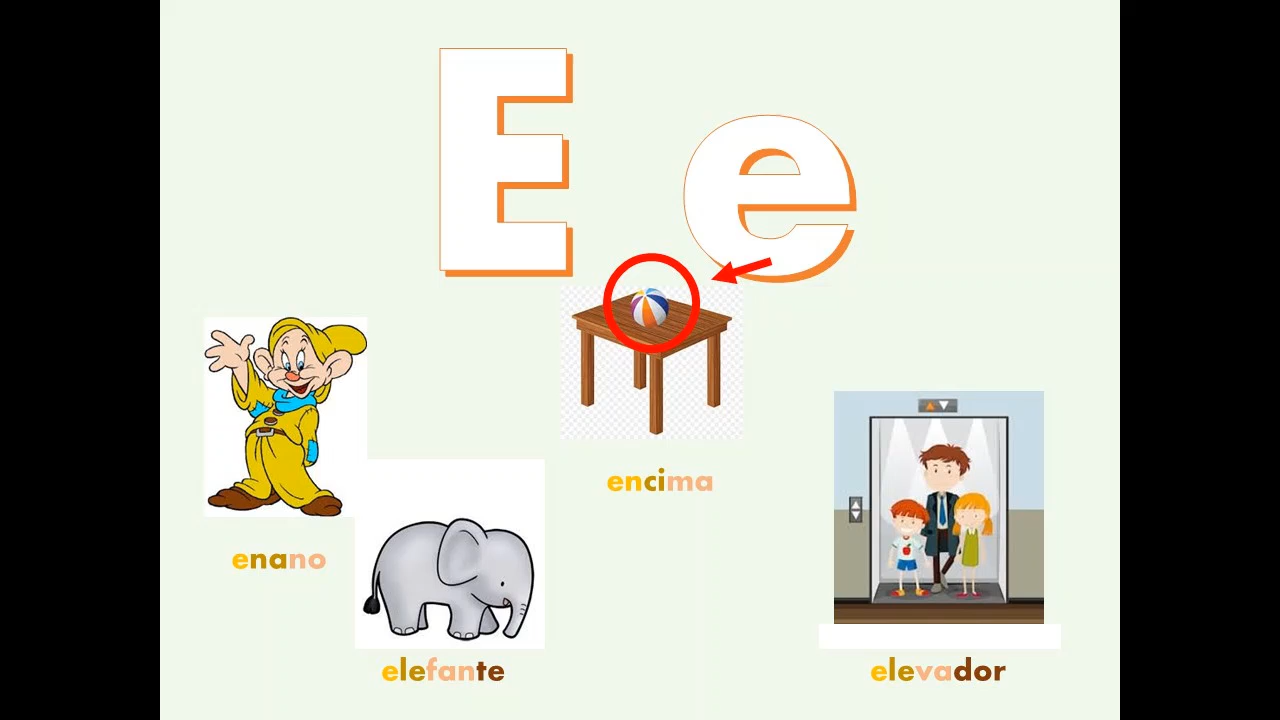 E e
encima
enano
elefante
elevador